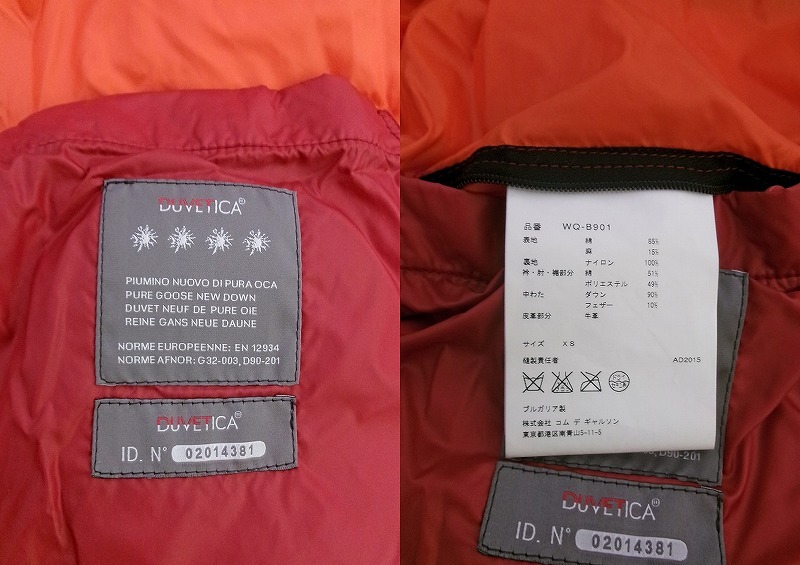 DUVETICA®
PIUMINO NUOVO DI PURA OCA
PURE GOOSE NEW DOWN
DUVET NEUF DE PURE OIE
REINE GANS NEUE DAUNE
NORME EUROPEENNE: EN 12934
NORME AFNOR: G32-003, D90-201
DUVETICA®
ID. N° 02014381
品番 WQ-B901
表地 綿 85%
麻 15%
裏地 ナイロン 100%
衿・肘・裾部分 綿 51%
ポリエステル 49%
中わた ダウン 90%
フェザー 10%
皮革部分 牛革
サイズ XS
縫製責任者 AD2015
ブルガリア製
株式会社 コム デ ギャルソン
東京都港区南青山5-11-5
D90-201
DUVETICA®
ID. N° 02014381